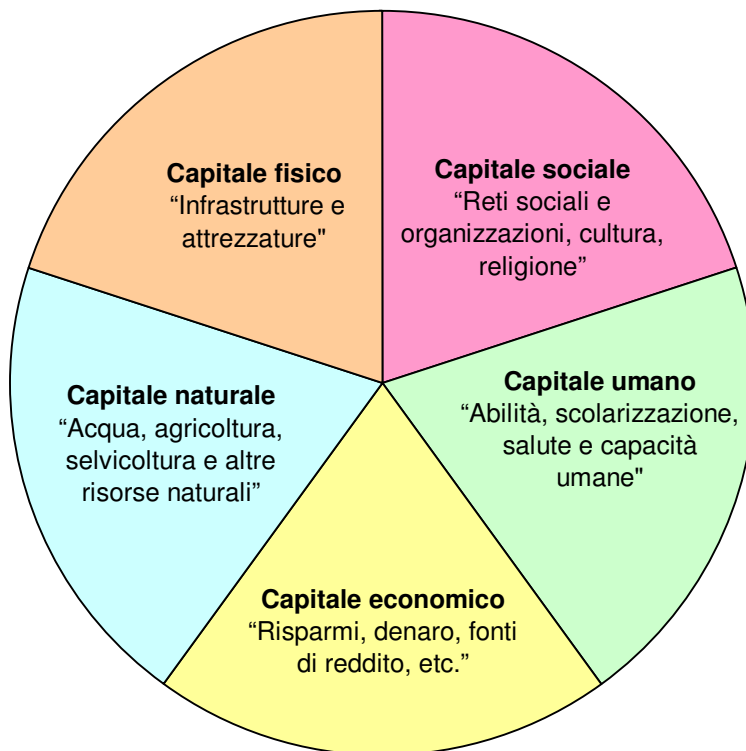 Capitale fisico
“Infrastrutture e
attrezzature"
Capitale sociale
“Reti sociali e
organizzazioni, cultura,
religione”
Capitale naturale
“Acqua, agricoltura,
selvicoltura e altre
risorse naturali”
Capitale umano
“Abilità, scolarizzazione,
salute e capacità
umane"
Capitale economico
“Risparmi, denaro, fonti
di reddito, etc.”